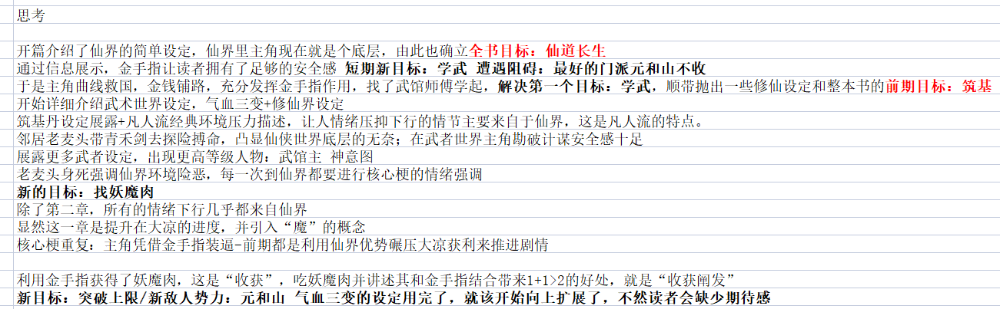 思考
开篇介绍了仙界的简单设定，仙界里主角现在就是个底层，由此也确立全书目标：仙道长生
通过信息展示，金手指让读者拥有了足够的安全感 短期新目标：学武 遭遇阻碍：最好的门派元和山不收
于是主角曲线救国，金钱铺路，充分发挥金手指作用，找了武馆师傅学起，解决第一个目标：学武，顺带抛出一些修仙设定和整本书的前期目标：筑基
开始详细介绍武术世界设定，气血三变+修仙界设定
筑基丹设定展露+凡人流经典环境压力描述，让人情绪压抑下行的情节主要来自于仙界，这是凡人流的特点。
邻居老麦头带青禾剑去探险搏命，凸显仙侠世界底层的无奈；在武者世界主角勘破计谋安全感十足
展露更多武者设定，出现更高等级人物：武馆主 神意图
老麦头身死强调仙界环境险恶，每一次到仙界都要进行核心梗的情绪强调
新的目标：找妖魔肉
除了第二章，所有的情绪下行几乎都来自仙界
显然这一章是提升在大凉的进度，并引入“魔”的概念
核心梗重复：主角凭借金手指装逼-前期都是利用仙界优势碾压大凉获利来推进剧情
利用金手指获得了妖魔肉，这是“收获”，吃妖魔肉并讲述其和金手指结合带来1+1>2的好处，就是“收获阐发”
新目标：突破上限/新敌人势力：元和山 气血三变的设定用完了，就该开始向上扩展了，不然读者会缺少期待感